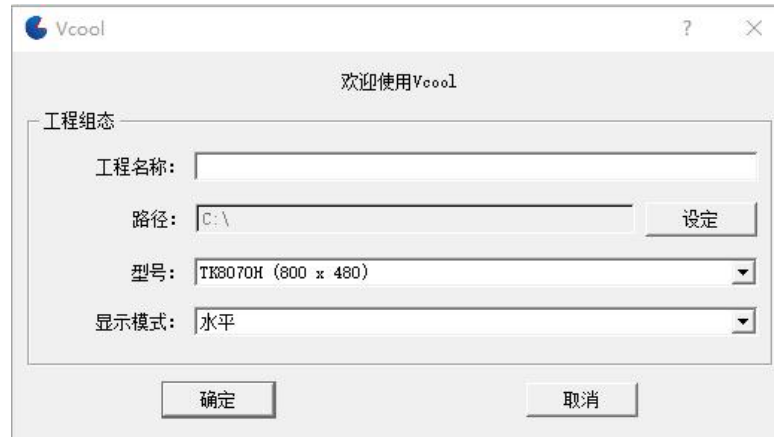 Vcool ?
欢迎使用Vcool
工程组态
工程名称:
路径: C:\ 设定
型号: TK8070H (800 x 480)
显示模式: 水平
确定 取消